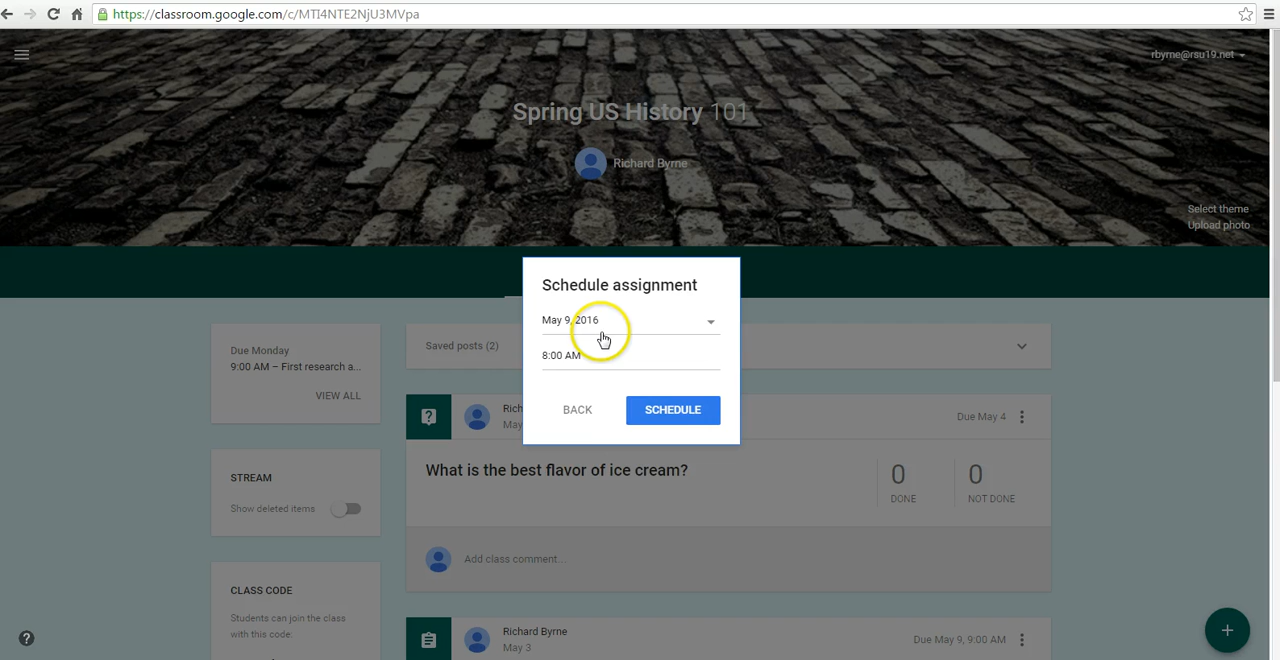 https://classroom.google.com/c/MTI4NTE2NjU3MVpa
rbyrne@rsu19.net
Spring US History 101
Richard Byrne
Select theme
Upload photo
Schedule assignment
May 9, 2016
8:00 AM
BACK
SCHEDULE
Due Monday
9:00 AM – First research a...
VIEW ALL
STREAM
Show deleted items
CLASS CODE
Students can join the class
with this code:
Saved posts (2)
Rich
May
Due May 4
What is the best flavor of ice cream?
0
DONE
0
NOT DONE
Add class comment...
Richard Byrne
May 3
Due May 9, 9:00 AM